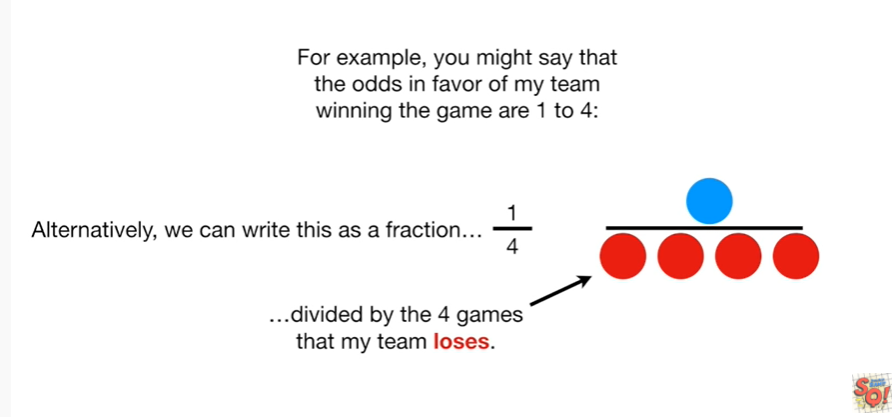 For example, you might say that
the odds in favor of my team
winning the game are 1 to 4:
Alternatively, we can write this as a fraction... 1/4
...divided by the 4 games
that my team loses.